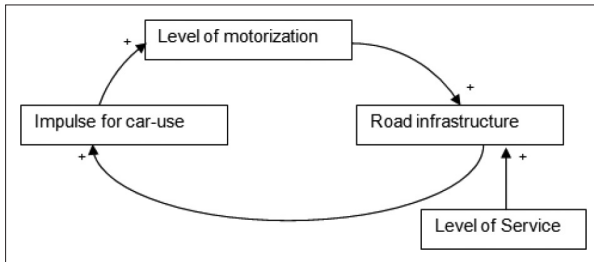 Level of motorization
+
+
Impulse for car-use
Road infrastructure
+
+
Level of Service